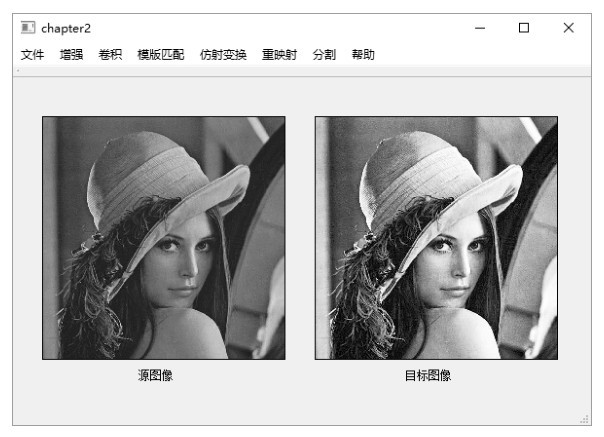 chapter2
文件 增强 卷积 模版匹配 仿射变换 重映射 分割 帮助
源图像 目标图像